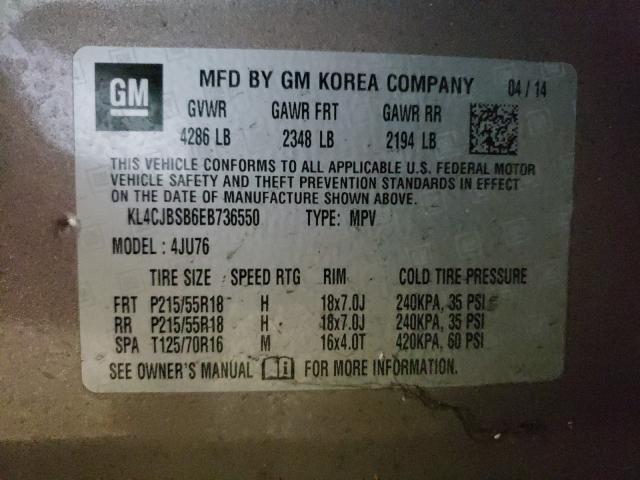 GM
MFD BY GM KOREA COMPANY 04 / 14
GVWR GAWR FRT GAWR RR
4286 LB 2348 LB 2194 LB
THIS VEHICLE CONFORMS TO ALL APPLICABLE U.S. FEDERAL MOTOR
VEHICLE SAFETY AND THEFT PREVENTION STANDARDS IN EFFECT
ON THE DATE OF MANUFACTURE SHOWN ABOVE.
KL4CJBSB6EB736550 TYPE: MPV
MODEL : 4JU76
TIRE SIZE SPEED RTG RIM COLD TIRE PRESSURE
FRT P215/55R18 H 18x7.0J 240KPA, 35 PSI
RR P215/55R18 H 18x7.0J 240KPA, 35 PSI
SPA T125/70R16 M 16x4.0T 420KPA, 60 PSI
SEE OWNER'S MANUAL FOR MORE INFORMATION.